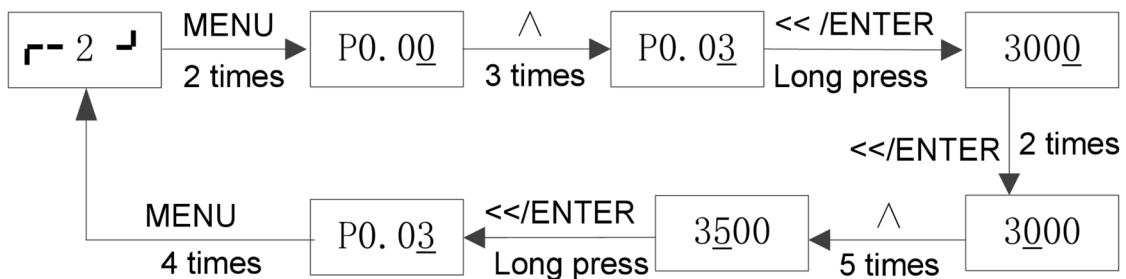 ┏-- 2 ┛
MENU
2 times
P0.00
∧
3 times
P0.03
<< /ENTER
Long press
3000
<</ENTER
2 times
3000
∧
5 times
3500
<</ENTER
Long press
P0.03
MENU
4 times